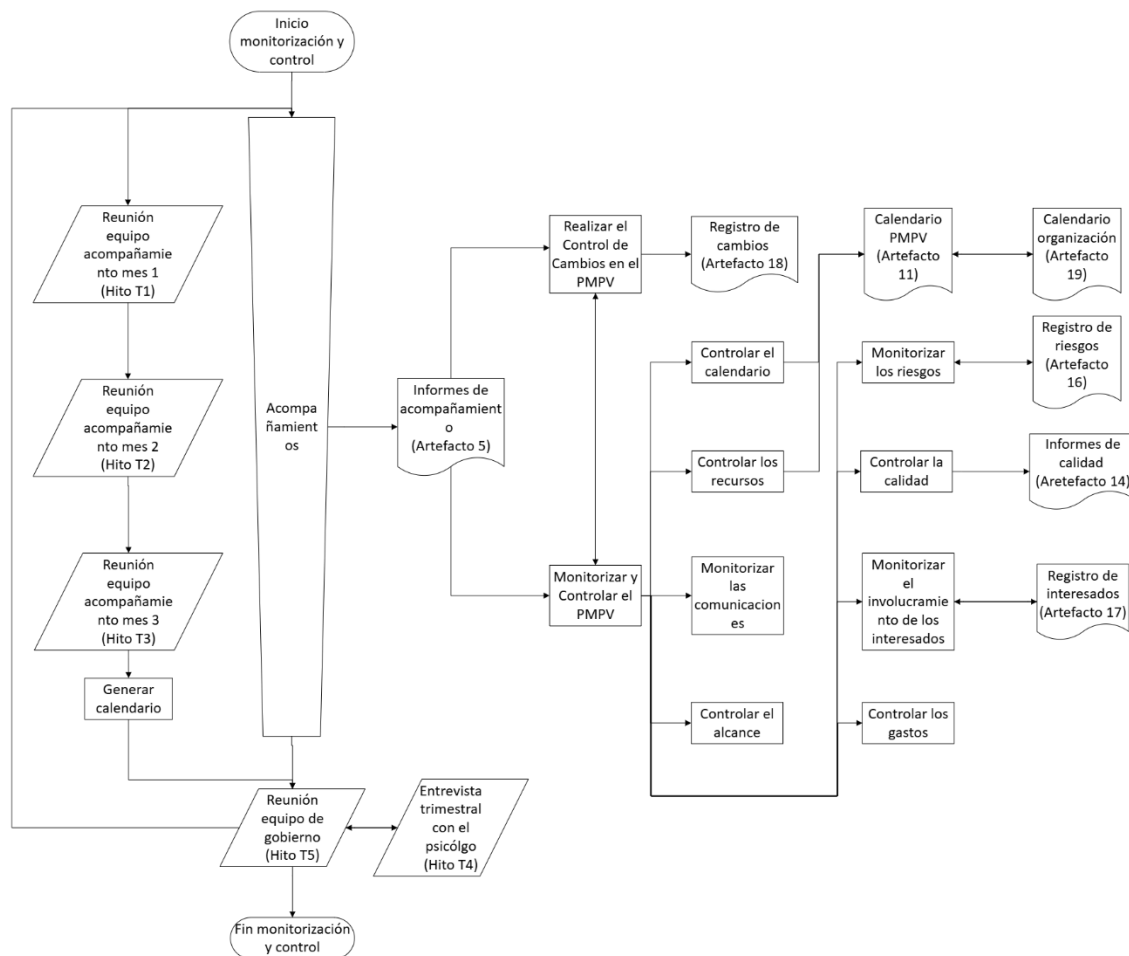 Inicio
monitorización y
control
Reunión
equipo
acompañamie
nto mes 1
(Hito T1)
Reunión
equipo
acompañamie
nto mes 2
(Hito T2)
Reunión
equipo
acompañamie
nto mes 3
(Hito T3)
Generar
calendario
Acompa
ñamient
os
Informes de
acompañamient
o
(Artefacto 5)
Realizar el
Control de
Cambios en el
PMPV
Registro de
cambios
(Artefacto 18)
Calendario
PMPV
(Artefacto
11)
Calendario
organización
(Artefacto
19)
Controlar el
calendario
Monitorizar
los riesgos
Registro de
riesgos
(Artefacto
16)
Controlar los
recursos
Controlar la
calidad
Informes de
calidad
(Aretefacto 14)
Monitorizar y
Controlar el
PMPV
Monitorizar
las
comunicacion
es
Monitorizar
el
involucramie
nto de los
interesados
Registro de
interesados
(Artefacto 17)
Controlar el
alcance
Controlar los
gastos
Reunión
equipo de
gobierno
(Hito T5)
Entrevista
trimestral
con el
psicólgo
(Hito T4)
Fin monitorización
y control